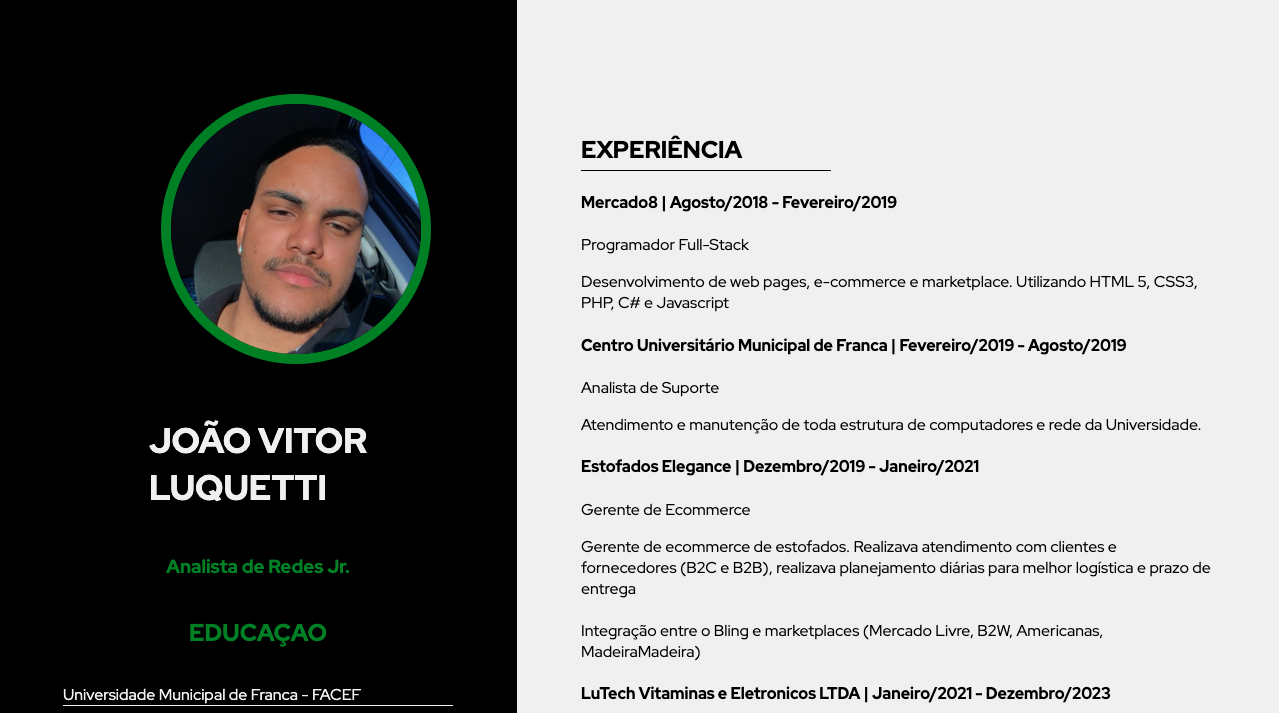 JOÃO VITOR
LUQUETTI
Analista de Redes Jr.
EDUCAÇAO
Universidade Municipal de Franca - FACEF
EXPERIÊNCIA
Mercado8 | Agosto/2018 - Fevereiro/2019
Programador Full-Stack
Desenvolvimento de web pages, e-commerce e marketplace. Utilizando HTML 5, CSS3,
PHP, C# e Javascript
Centro Universitário Municipal de Franca | Fevereiro/2019 - Agosto/2019
Analista de Suporte
Atendimento e manutenção de toda estrutura de computadores e rede da Universidade.
Estofados Elegance | Dezembro/2019 - Janeiro/2021
Gerente de Ecommerce
Gerente de ecommerce de estofados. Realizava atendimento com clientes e
fornecedores (B2C e B2B), realizava planejamento diárias para melhor logística e prazo de
entrega
Integração entre o Bling e marketplaces (Mercado Livre, B2W, Americanas,
MadeiraMadeira)
LuTech Vitaminas e Eletronicos LTDA | Janeiro/2021 - Dezembro/2023